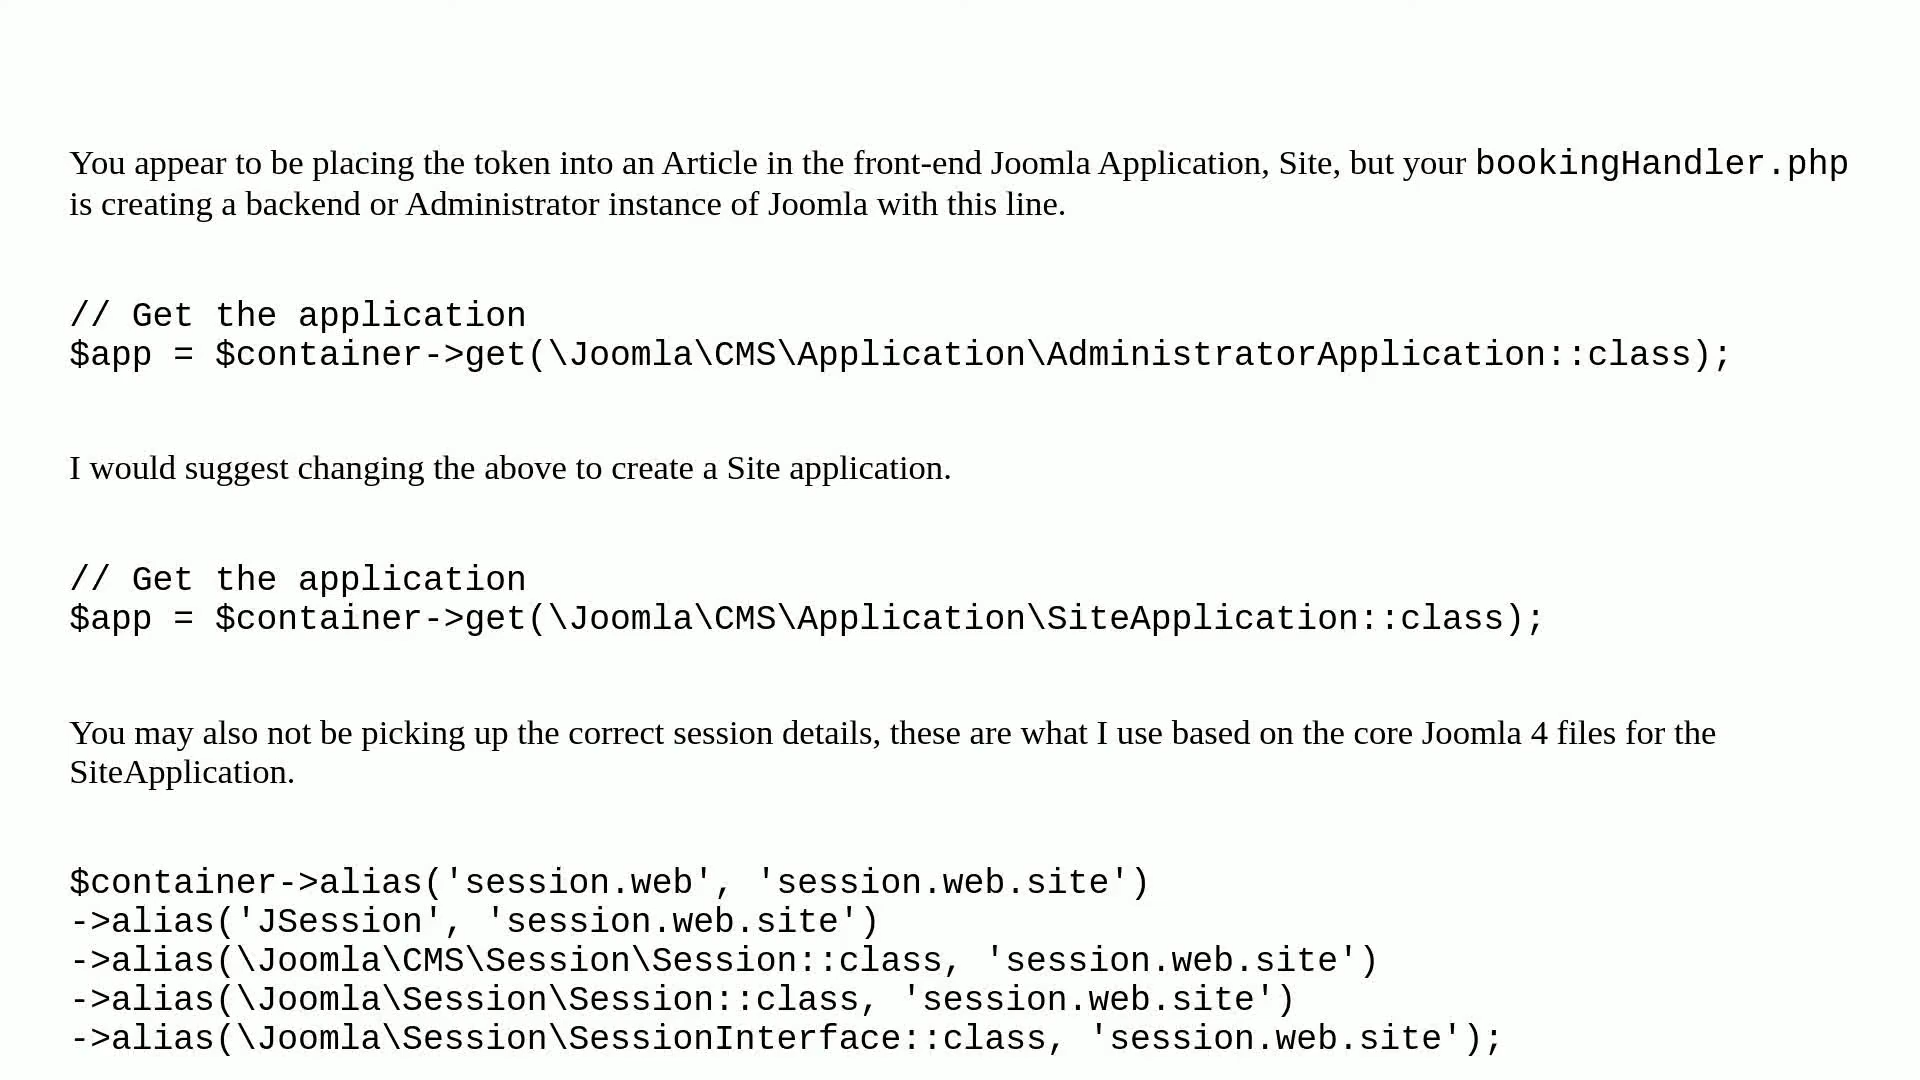 You appear to be placing the token into an Article in the front-end Joomla Application, Site, but your bookingHandler.php
is creating a backend or Administrator instance of Joomla with this line.
// Get the application
$app = $container->get(\Joomla\CMS\Application\AdministratorApplication::class);
I would suggest changing the above to create a Site application.
// Get the application
$app = $container->get(\Joomla\CMS\Application\SiteApplication::class);
You may also not be picking up the correct session details, these are what I use based on the core Joomla 4 files for the
SiteApplication.
$container->alias('session.web', 'session.web.site')
->alias('JSession', 'session.web.site')
->alias(\Joomla\CMS\Session\Session::class, 'session.web.site')
->alias(\Joomla\Session\Session::class, 'session.web.site')
->alias(\Joomla\Session\SessionInterface::class, 'session.web.site');